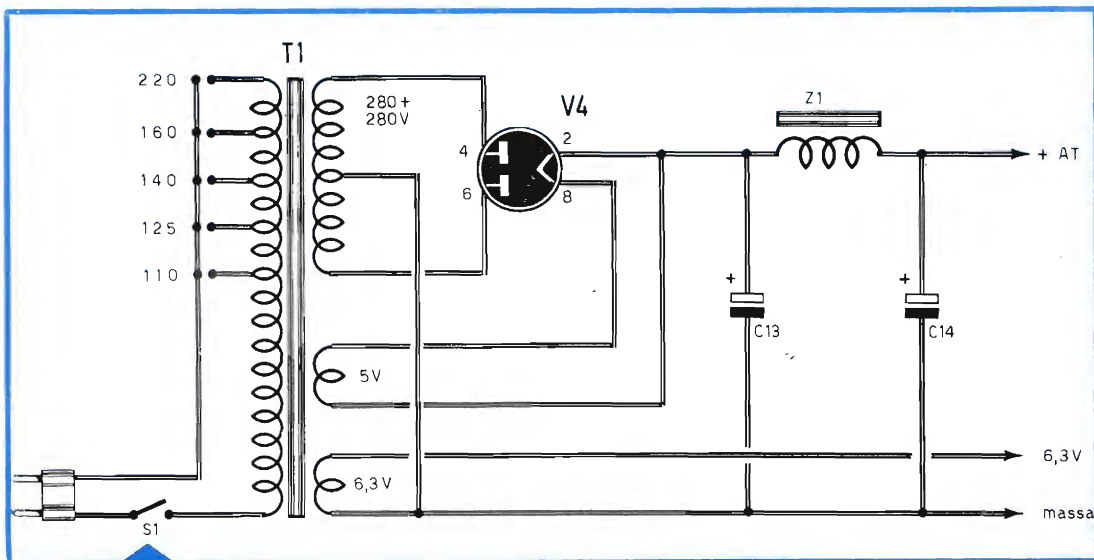 T1
220
160
140
125
110
280+
280V
V4
4
2
6
8
Z1
+ AT
+
C13
+
C14
5V
6,3V
6,3V
S1
massa